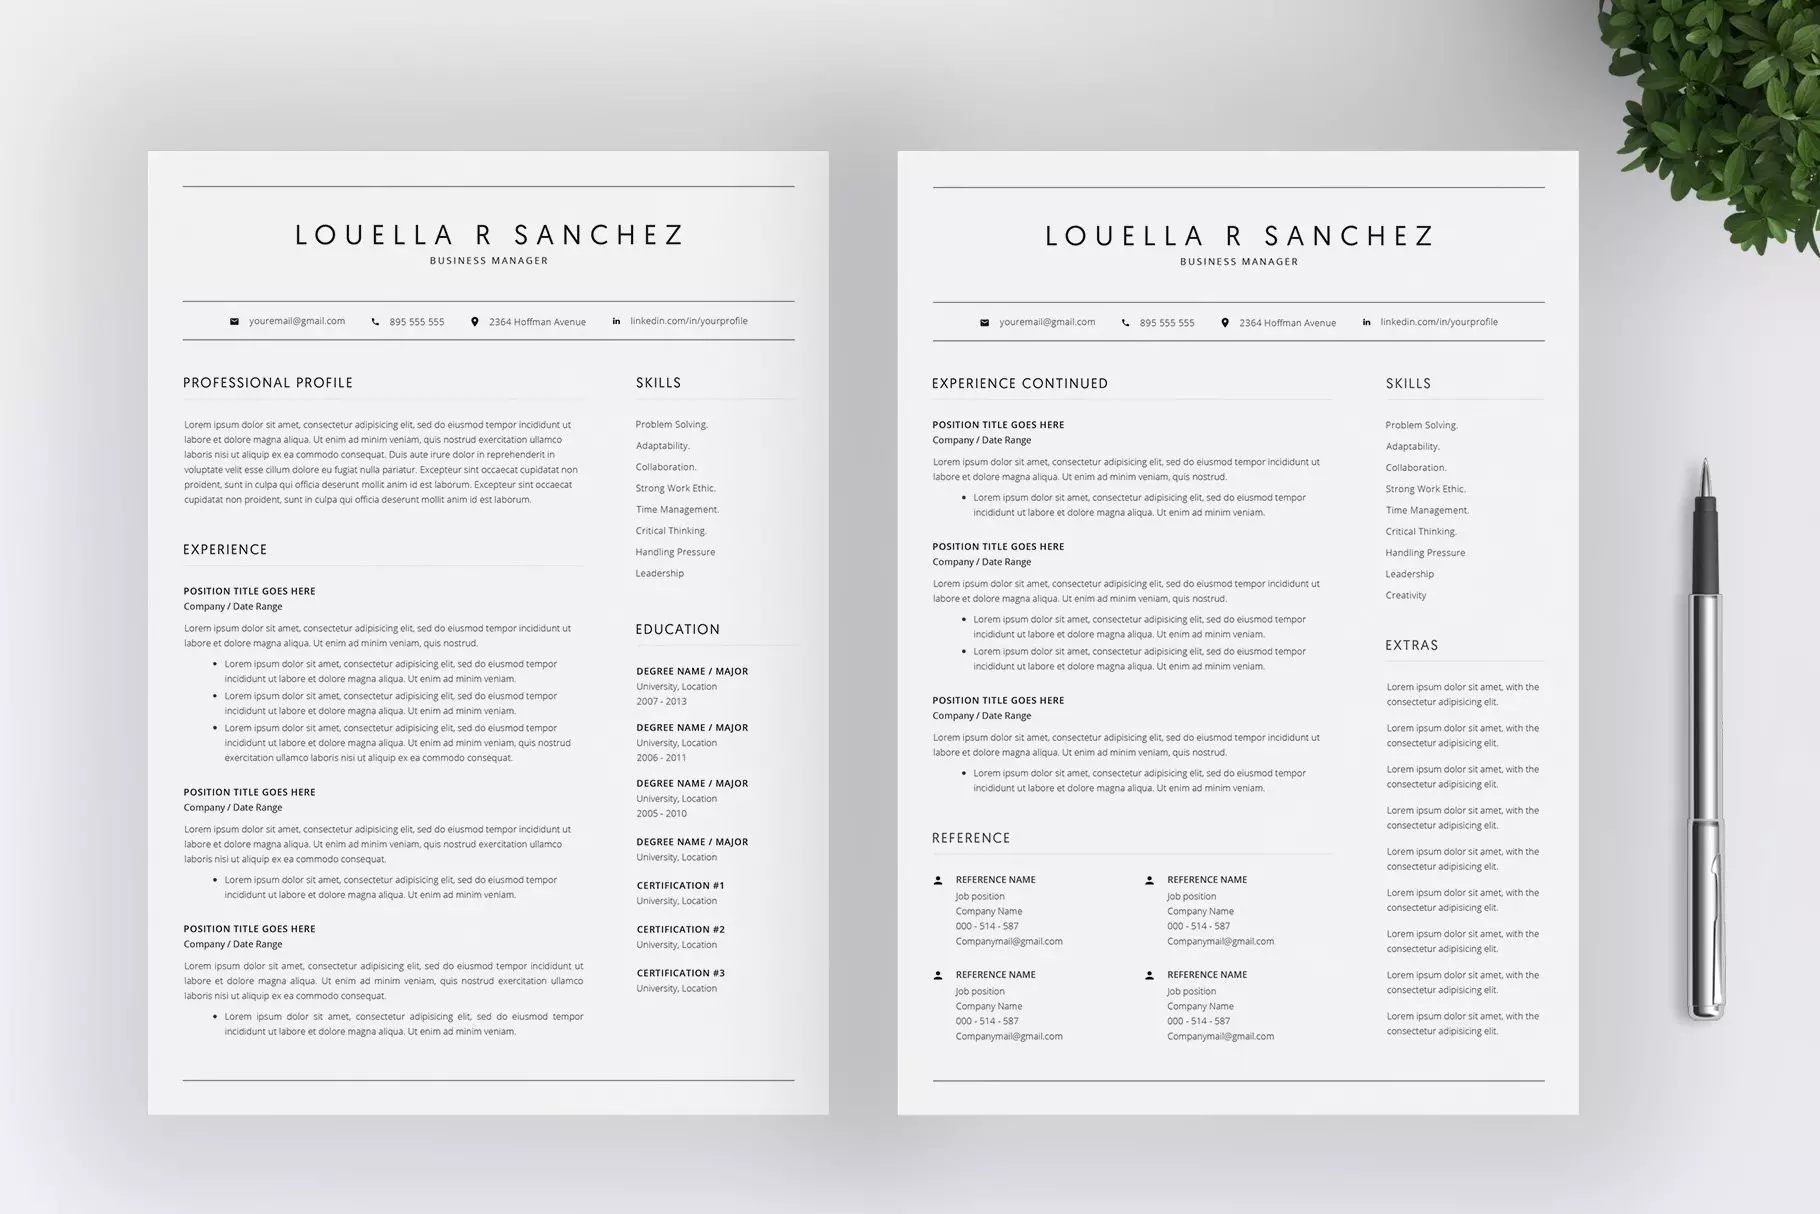 LOUELLA R SANCHEZ
BUSINESS MANAGER
youremail@gmail.com 895 555 555 2364 Hoffman Avenue linkedin.com/in/yourprofile
PROFESSIONAL PROFILE
Lorem ipsum dolor sit amet, consectetur adipisicing elit, sed do eiusmod tempor incididunt ut
labore et dolore magna aliqua. Ut enim ad minim veniam, quis nostrud exercitation ullamco
laboris nisi ut aliquip ex ea commodo consequat. Duis aute irure dolor in reprehenderit in
voluptate velit esse cillum dolore eu fugiat nulla pariatur. Excepteur sint occaecat cupidatat non
proident, sunt in culpa qui officia deserunt mollit anim id est laborum. Excepteur sint occaecat
cupidatat non proident, sunt in culpa qui officia deserunt mollit anim id est laborum.
EXPERIENCE
POSITION TITLE GOES HERE
Company / Date Range
Lorem ipsum dolor sit amet, consectetur adipisicing elit, sed do eiusmod tempor incididunt ut
labore et dolore magna aliqua. Ut enim ad minim veniam, quis nostrud.
• Lorem ipsum dolor sit amet, consectetur adipisicing elit, sed do eiusmod tempor
incididunt ut labore et dolore magna aliqua. Ut enim ad minim veniam.
• Lorem ipsum dolor sit amet, consectetur adipisicing elit, sed do eiusmod tempor
incididunt ut labore et dolore magna aliqua. Ut enim ad minim veniam.
• Lorem ipsum dolor sit amet, consectetur adipisicing elit, sed do eiusmod tempor
incididunt ut labore et dolore magna aliqua. Ut enim ad minim veniam, quis nostrud
exercitation ullamco laboris nisi ut aliquip ex ea commodo consequat.
POSITION TITLE GOES HERE
Company / Date Range
Lorem ipsum dolor sit amet, consectetur adipisicing elit, sed do eiusmod tempor incididunt ut
labore et dolore magna aliqua. Ut enim ad minim veniam, quis nostrud exercitation ullamco
laboris nisi ut aliquip ex ea commodo consequat.
• Lorem ipsum dolor sit amet, consectetur adipisicing elit, sed do eiusmod tempor
incididunt ut labore et dolore magna aliqua. Ut enim ad minim veniam.
POSITION TITLE GOES HERE
Company / Date Range
Lorem ipsum dolor sit amet, consectetur adipisicing elit, sed do eiusmod tempor incididunt ut
labore et dolore magna aliqua. Ut enim ad minim veniam, quis nostrud exercitation ullamco
laboris nisi ut aliquip ex ea commodo consequat.
• Lorem ipsum dolor sit amet, consectetur adipisicing elit, sed do eiusmod tempor
incididunt ut labore et dolore magna aliqua. Ut enim ad minim veniam.
SKILLS
Problem Solving.
Adaptability.
Collaboration.
Strong Work Ethic.
Time Management.
Critical Thinking.
Handling Pressure
Leadership
EDUCATION
DEGREE NAME / MAJOR
University, Location
2007 - 2013
DEGREE NAME / MAJOR
University, Location
2006 - 2011
DEGREE NAME / MAJOR
University, Location
2005 - 2010
DEGREE NAME / MAJOR
University, Location
CERTIFICATION #1
University, Location
CERTIFICATION #2
University, Location
CERTIFICATION #3
University, Location
LOUELLA R SANCHEZ
BUSINESS MANAGER
youremail@gmail.com 895 555 555 2364 Hoffman Avenue linkedin.com/in/yourprofile
EXPERIENCE CONTINUED
POSITION TITLE GOES HERE
Company / Date Range
Lorem ipsum dolor sit amet, consectetur adipisicing elit, sed do eiusmod tempor incididunt ut
labore et dolore magna aliqua. Ut enim ad minim veniam, quis nostrud.
• Lorem ipsum dolor sit amet, consectetur adipisicing elit, sed do eiusmod tempor
incididunt ut labore et dolore magna aliqua. Ut enim ad minim veniam.
POSITION TITLE GOES HERE
Company / Date Range
Lorem ipsum dolor sit amet, consectetur adipisicing elit, sed do eiusmod tempor incididunt ut
labore et dolore magna aliqua. Ut enim ad minim veniam, quis nostrud.
• Lorem ipsum dolor sit amet, consectetur adipisicing elit, sed do eiusmod tempor
incididunt ut labore et dolore magna aliqua. Ut enim ad minim veniam.
• Lorem ipsum dolor sit amet, consectetur adipisicing elit, sed do eiusmod tempor
incididunt ut labore et dolore magna aliqua. Ut enim ad minim veniam.
POSITION TITLE GOES HERE
Company / Date Range
Lorem ipsum dolor sit amet, consectetur adipisicing elit, sed do eiusmod tempor incididunt ut
labore et dolore magna aliqua. Ut enim ad minim veniam, quis nostrud.
• Lorem ipsum dolor sit amet, consectetur adipisicing elit, sed do eiusmod tempor
incididunt ut labore et dolore magna aliqua. Ut enim ad minim veniam.
REFERENCE
REFERENCE NAME
Job position
Company Name
000 - 514 - 587
Companymail@gmail.com
REFERENCE NAME
Job position
Company Name
000 - 514 - 587
Companymail@gmail.com
REFERENCE NAME
Job position
Company Name
000 - 514 - 587
Companymail@gmail.com
REFERENCE NAME
Job position
Company Name
000 - 514 - 587
Companymail@gmail.com
SKILLS
Problem Solving.
Adaptability.
Collaboration.
Strong Work Ethic.
Time Management.
Critical Thinking.
Handling Pressure
Leadership
Creativity
EXTRAS
Lorem ipsum dolor sit amet, with the
consectetur adipisicing elit.
Lorem ipsum dolor sit amet, with the
consectetur adipisicing elit.
Lorem ipsum dolor sit amet, with the
consectetur adipisicing elit.
Lorem ipsum dolor sit amet, with the
consectetur adipisicing elit.
Lorem ipsum dolor sit amet, with the
consectetur adipisicing elit.
Lorem ipsum dolor sit amet, with the
consectetur adipisicing elit.
Lorem ipsum dolor sit amet, with the
consectetur adipisicing elit.
Lorem ipsum dolor sit amet, with the
consectetur adipisicing elit.
Lorem ipsum dolor sit amet, with the
consectetur adipisicing elit.